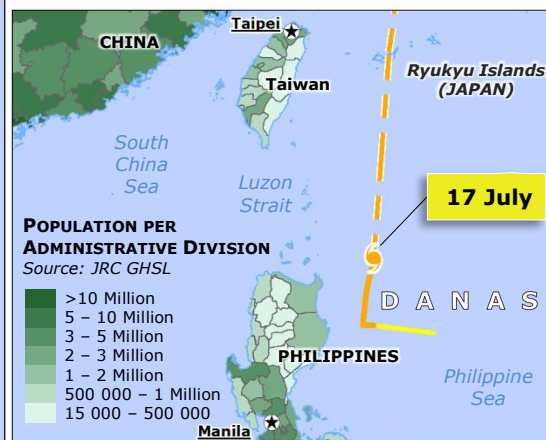 Taipei
CHINA
Ryukyu Islands
(JAPAN)
Taiwan
South
China
Sea
Luzon
Strait
17 July
POPULATION PER
ADMINISTRATIVE DIVISION
Source: JRC GHSL
>10 Million
5 – 10 Million
3 – 5 Million
2 – 3 Million
1 – 2 Million
500 000 – 1 Million
15 000 – 500 000
DANAS
PHILIPPINES
Philippine
Sea
Manila